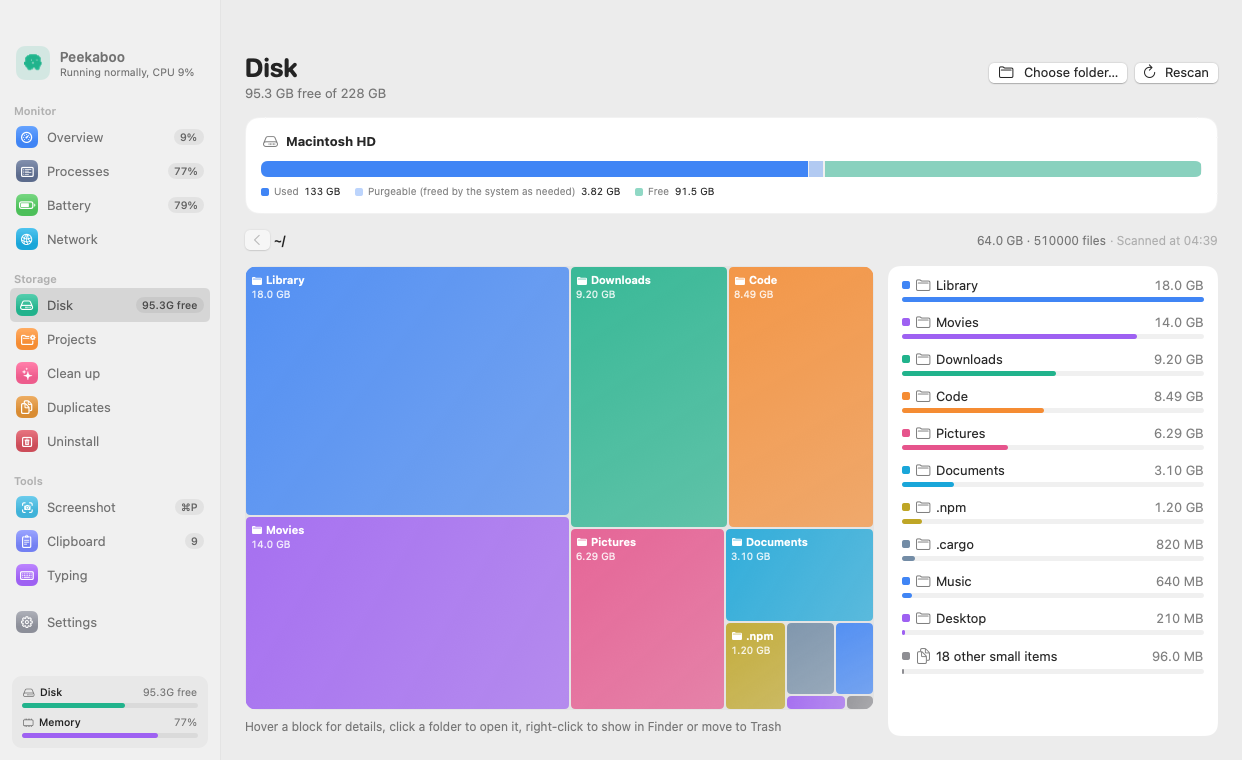 Peekaboo
Running normally, CPU 9%
Monitor
Overview 9%
Processes 77%
Battery 79%
Network
Storage
Disk 95.3G free
Projects
Clean up
Duplicates
Uninstall
Tools
Screenshot ⌘P
Clipboard 9
Typing
Settings
Disk 95.3G free
Memory 77%
Disk
95.3 GB free of 228 GB
Choose folder...
Rescan
Macintosh HD
Used 133 GB Purgeable (freed by the system as needed) 3.82 GB Free 91.5 GB
~/
64.0 GB · 510000 files · Scanned at 04:39
Library
18.0 GB
Downloads
9.20 GB
Code
8.49 GB
Movies
14.0 GB
Pictures
6.29 GB
Documents
3.10 GB
.npm
1.20 GB
Library 18.0 GB
Movies 14.0 GB
Downloads 9.20 GB
Code 8.49 GB
Pictures 6.29 GB
Documents 3.10 GB
.npm 1.20 GB
.cargo 820 MB
Music 640 MB
Desktop 210 MB
18 other small items 96.0 MB
Hover a block for details, click a folder to open it, right-click to show in Finder or move to Trash